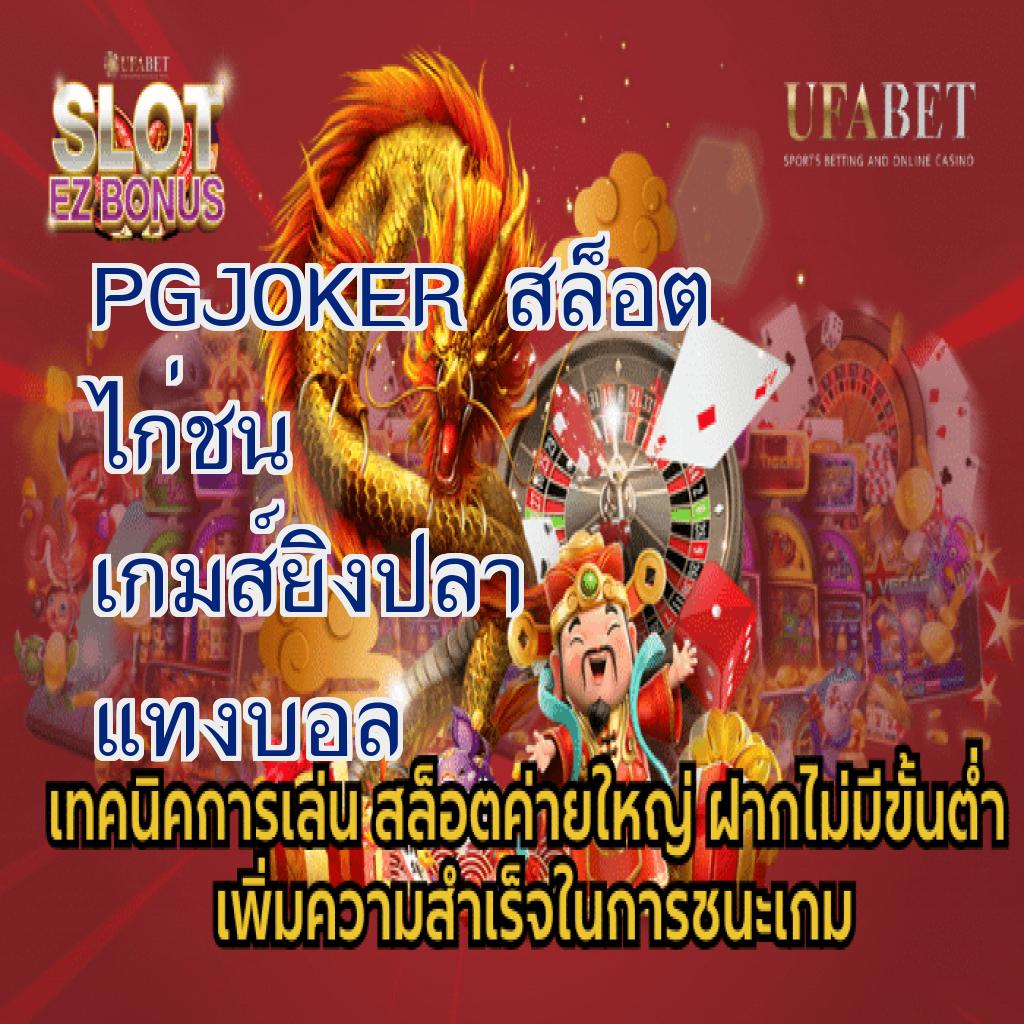 UFABET
SLOT
EZ BONUS
UFABET
SPORTS BETTING AND ONLINE CASINO
PGJOKER สล็อต
ไก่ชน
เกมส์ยิงปลา
แทงบอล
เทคนิคการเล่น สล็อตค่ายใหญ่ ฝากไม่มีขั้นต่ำ
เพิ่มความสำเร็จในการชนะเกม